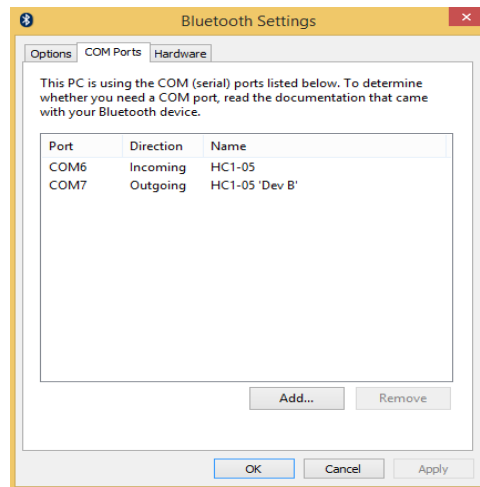 Bluetooth Settings
Options COM Ports Hardware
This PC is using the COM (serial) ports listed below. To determine
whether you need a COM port, read the documentation that came
with your Bluetooth device.
Port Direction Name
COM6 Incoming HC1-05
COM7 Outgoing HC1-05 'Dev B'
Add... Remove
OK Cancel Apply